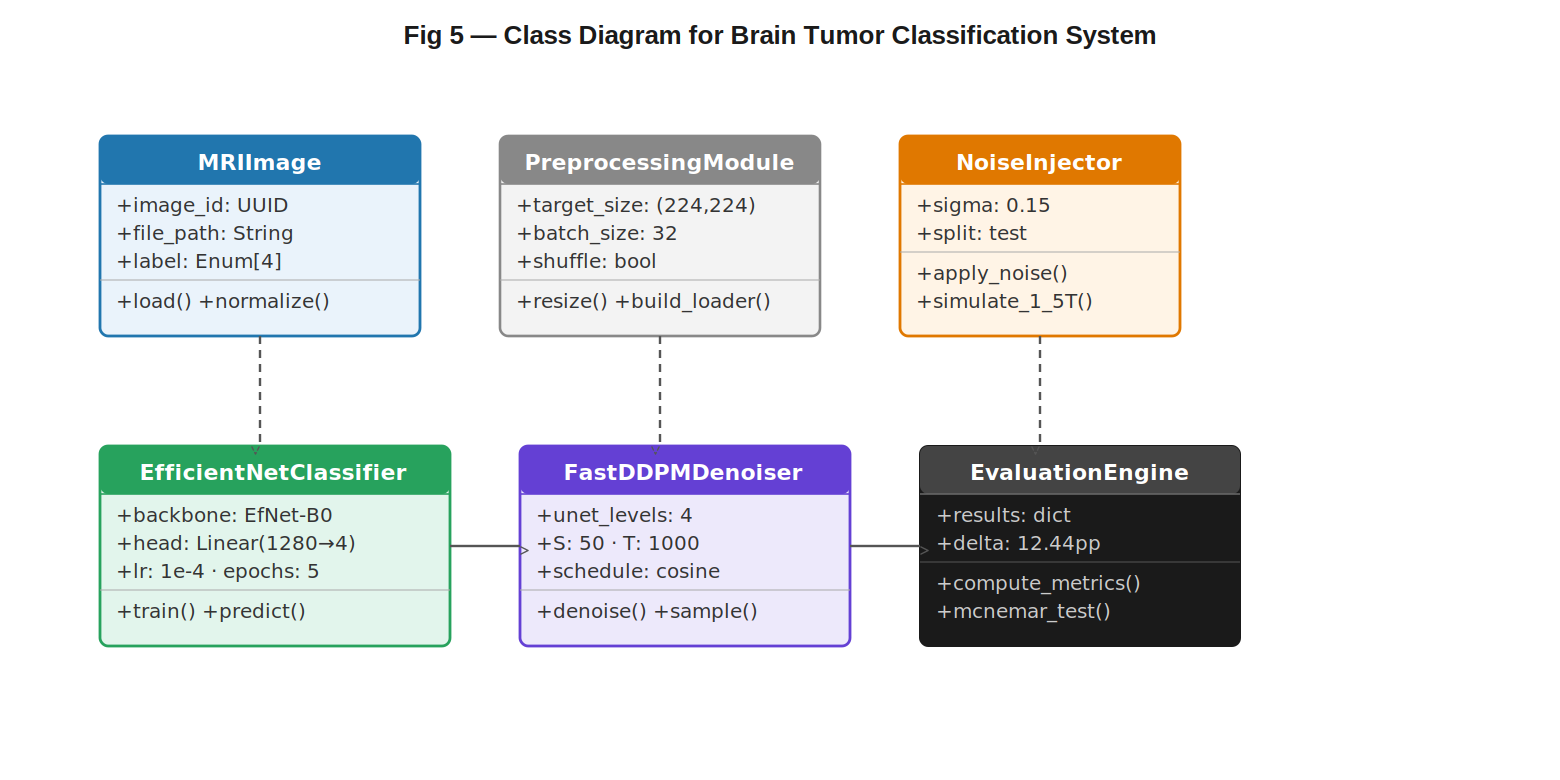 Fig 5 — Class Diagram for Brain Tumor Classification System
MRIImage
+image_id: UUID
+file_path: String
+label: Enum[4]
+load() +normalize()
PreprocessingModule
+target_size: (224,224)
+batch_size: 32
+shuffle: bool
+resize() +build_loader()
NoiseInjector
+sigma: 0.15
+split: test
+apply_noise()
+simulate_1_5T()
EfficientNetClassifier
+backbone: EfNet-B0
+head: Linear(1280→4)
+lr: 1e-4 · epochs: 5
+train() +predict()
FastDDPMDenoiser
+unet_levels: 4
+S: 50 · T: 1000
+schedule: cosine
+denoise() +sample()
EvaluationEngine
+results: dict
+delta: 12.44pp
+compute_metrics()
+mcnemar_test()